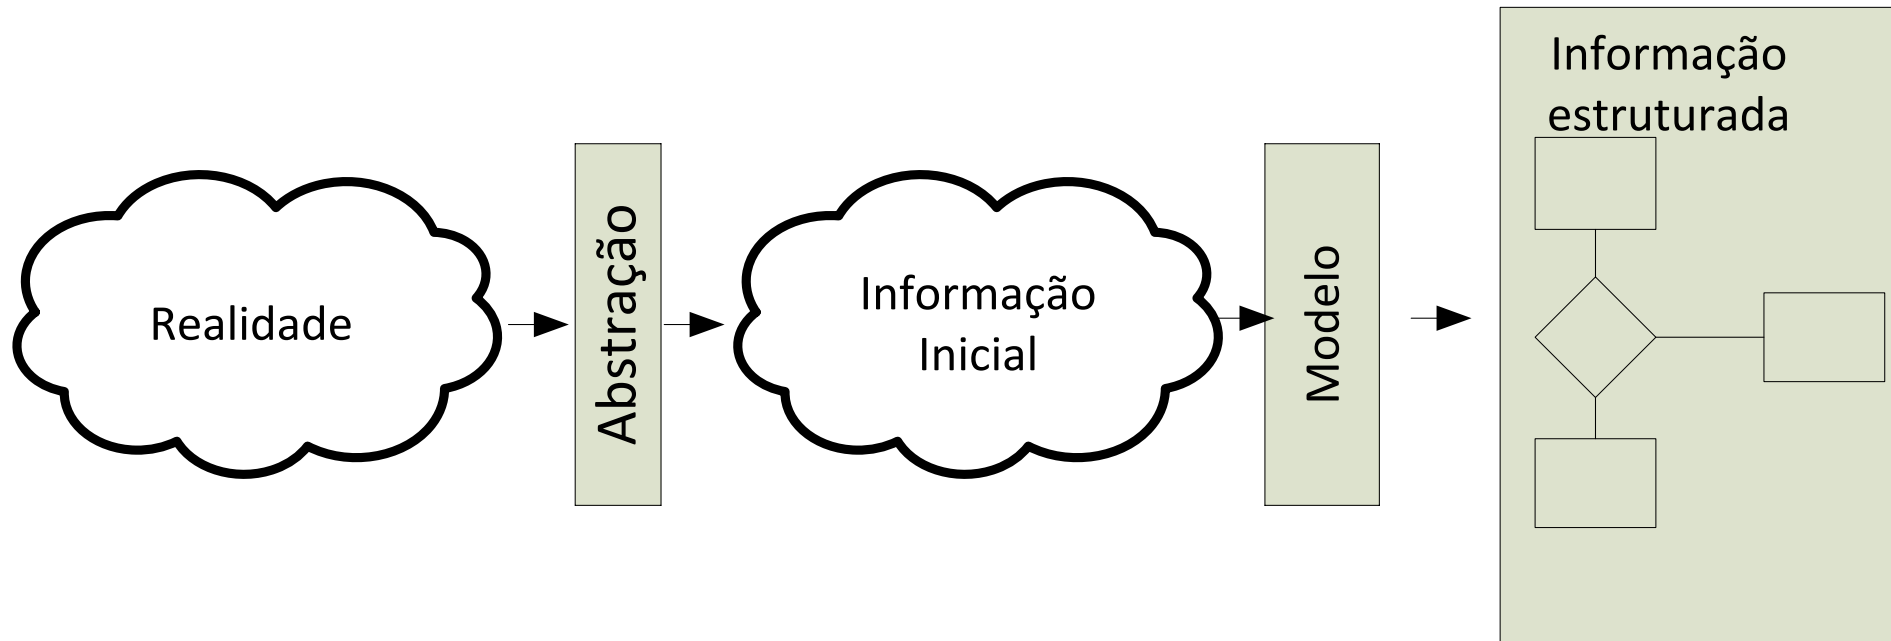 Realidade
Abstração
Informação
Inicial
Modelo
Informação
estruturada